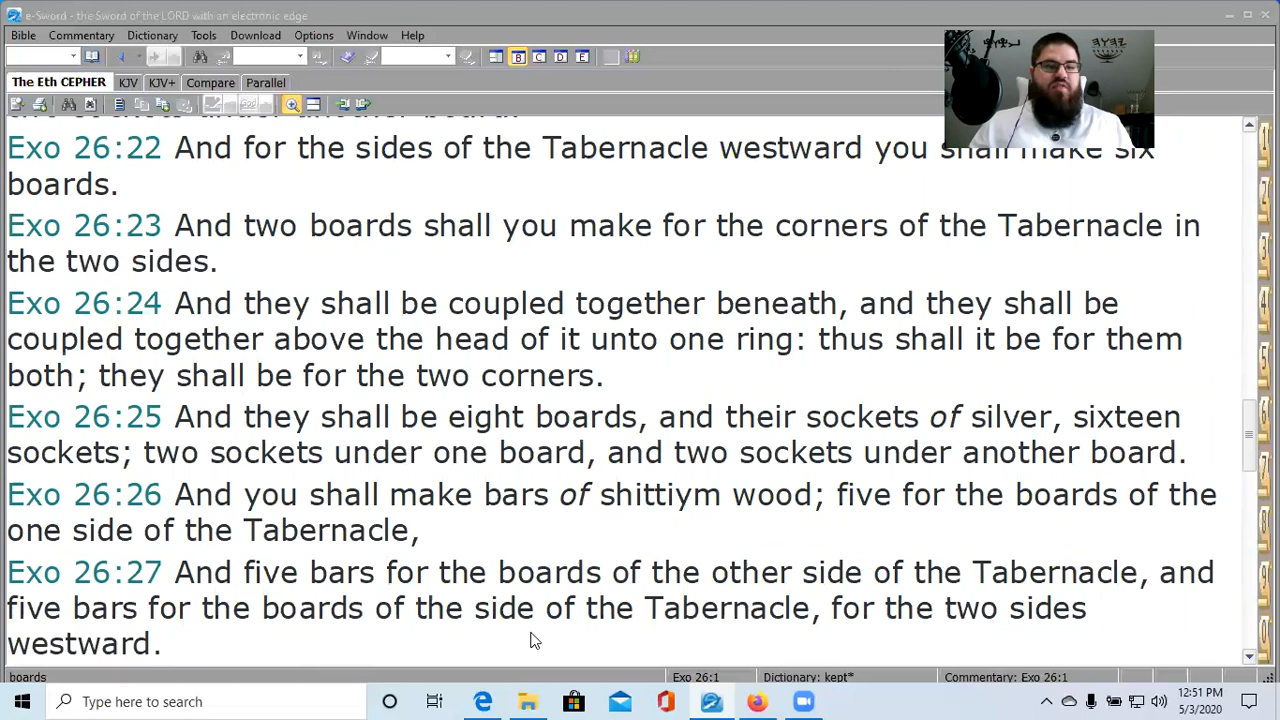 e-Sword - the Sword of the LORD with an electronic edge
Bible Commentary Dictionary Tools Download Options Window Help
B C D E
The Eth CEPHER KJV KJV+ Compare Parallel
Exo 26:22 And for the sides of the Tabernacle westward you shall make six
boards.
Exo 26:23 And two boards shall you make for the corners of the Tabernacle in
the two sides.
Exo 26:24 And they shall be coupled together beneath, and they shall be
coupled together above the head of it unto one ring: thus shall it be for them
both; they shall be for the two corners.
Exo 26:25 And they shall be eight boards, and their sockets of silver, sixteen
sockets; two sockets under one board, and two sockets under another board.
Exo 26:26 And you shall make bars of shittiym wood; five for the boards of the
one side of the Tabernacle,
Exo 26:27 And five bars for the boards of the other side of the Tabernacle, and
five bars for the boards of the side of the Tabernacle, for the two sides
westward.
boards Exo 26:1 Dictionary: kept* Commentary: Exo 26:1
Type here to search
12:51 PM
5/3/2020